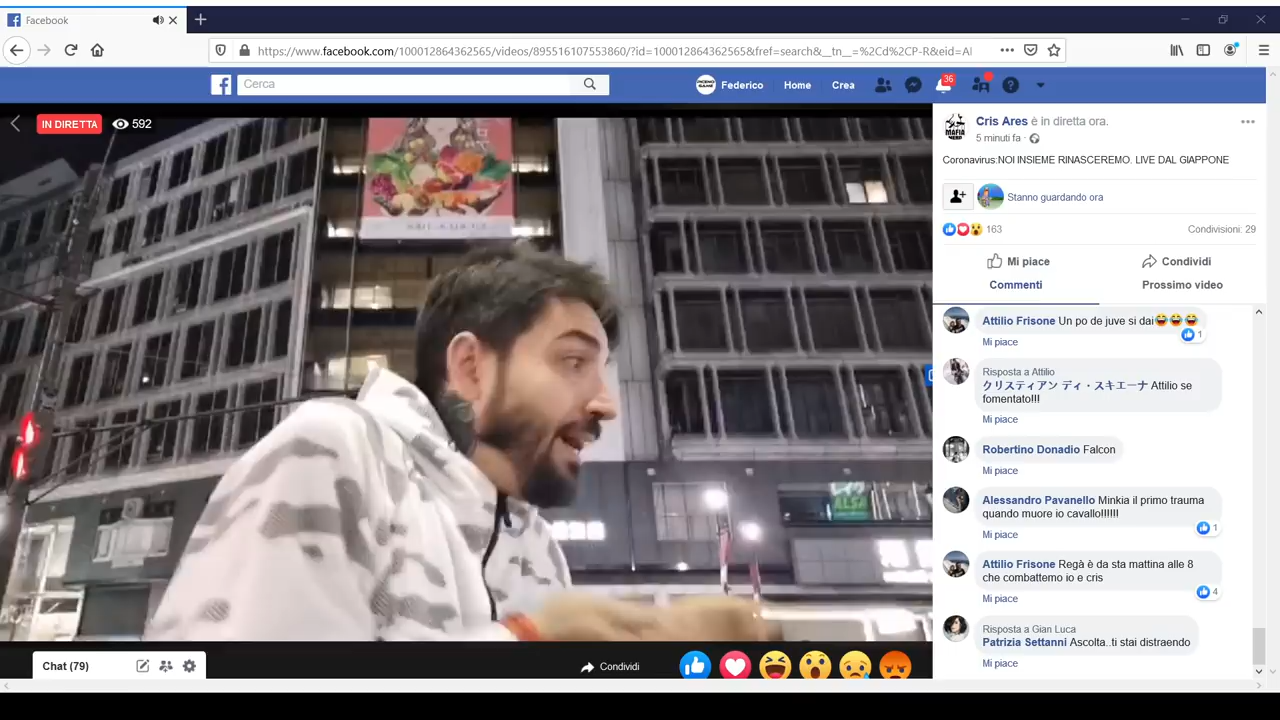 Facebook
https://www.facebook.com/100012864362565/videos/895516107553860/?id=100012864362565&fref=search&__tn__=%2Cd%2CP-R&eid=AI
Cerca
Federico
Home
Crea
36
IN DIRETTA
592
Cris Ares è in diretta ora.
5 minuti fa ·
Coronavirus:NOI INSIEME RINASCEREMO. LIVE DAL GIAPPONE
Stanno guardando ora
163
Condivisioni: 29
Mi piace
Condividi
Commenti
Prossimo video
Attilio Frisone Un po de juve si dai😂😂😂
1
Mi piace
Risposta a Attilio
クリスティアン ディ・スキエーナ Attilio se
fomentato!!!
Mi piace
Robertino Donadio Falcon
Mi piace
Alessandro Pavanello Minkia il primo trauma
quando muore io cavallo!!!!!!
1
Mi piace
Attilio Frisone Regà è da sta mattina alle 8
che combattemo io e cris
4
Mi piace
Risposta a Gian Luca
Patrizia Settanni Ascolta..ti stai distraendo
Mi piace
Chat (79)
Condividi